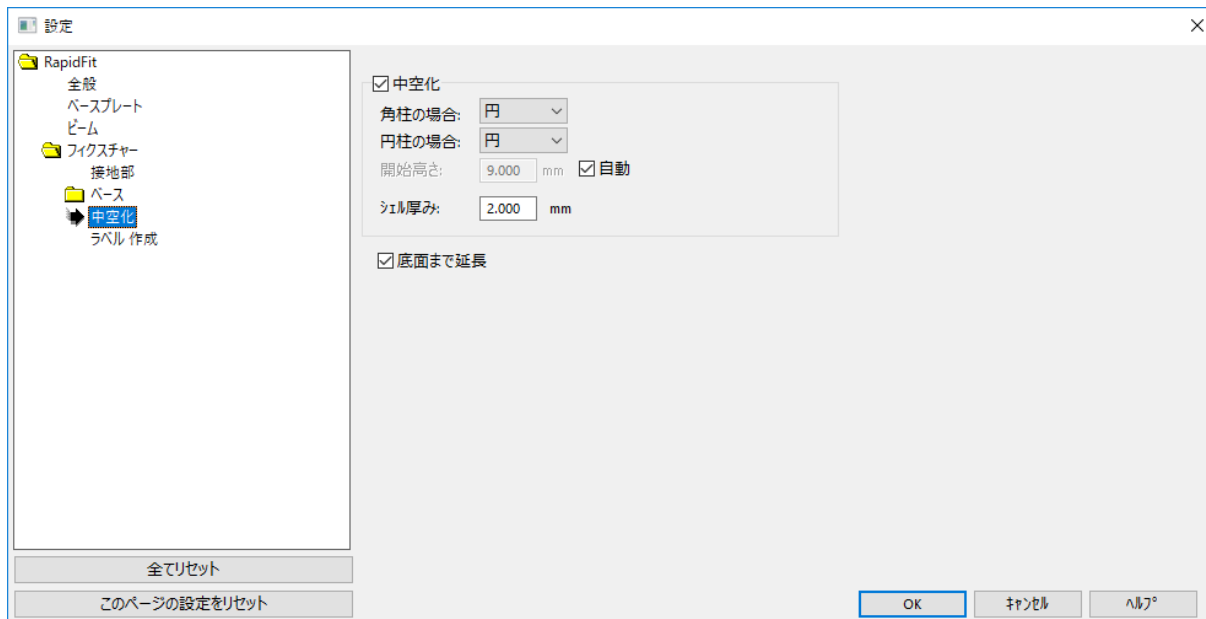 設定
RapidFit
全般
ベースプレート
ビーム
フィクスチャー
接地部
ベース
中空化
ラベル 作成
全てリセット
このページの設定をリセット
中空化
角柱の場合: 円
円柱の場合: 円
開始高さ: 9.000 mm 自動
ｼｪﾙ厚み: 2.000 mm
底面まで延長
OK ｷｬﾝｾﾙ ﾍﾙﾌﾟ